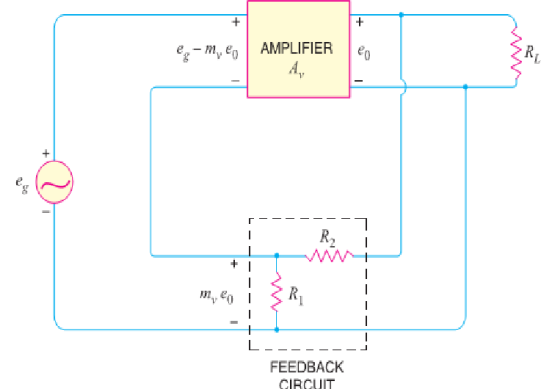 + +
e_g – m_v e_0 AMPLIFIER e_0 R_L
A_v
– –
+
e_g
–
R_2
+
m_v e_0 R_1
–
FEEDBACK
CIRCUIT